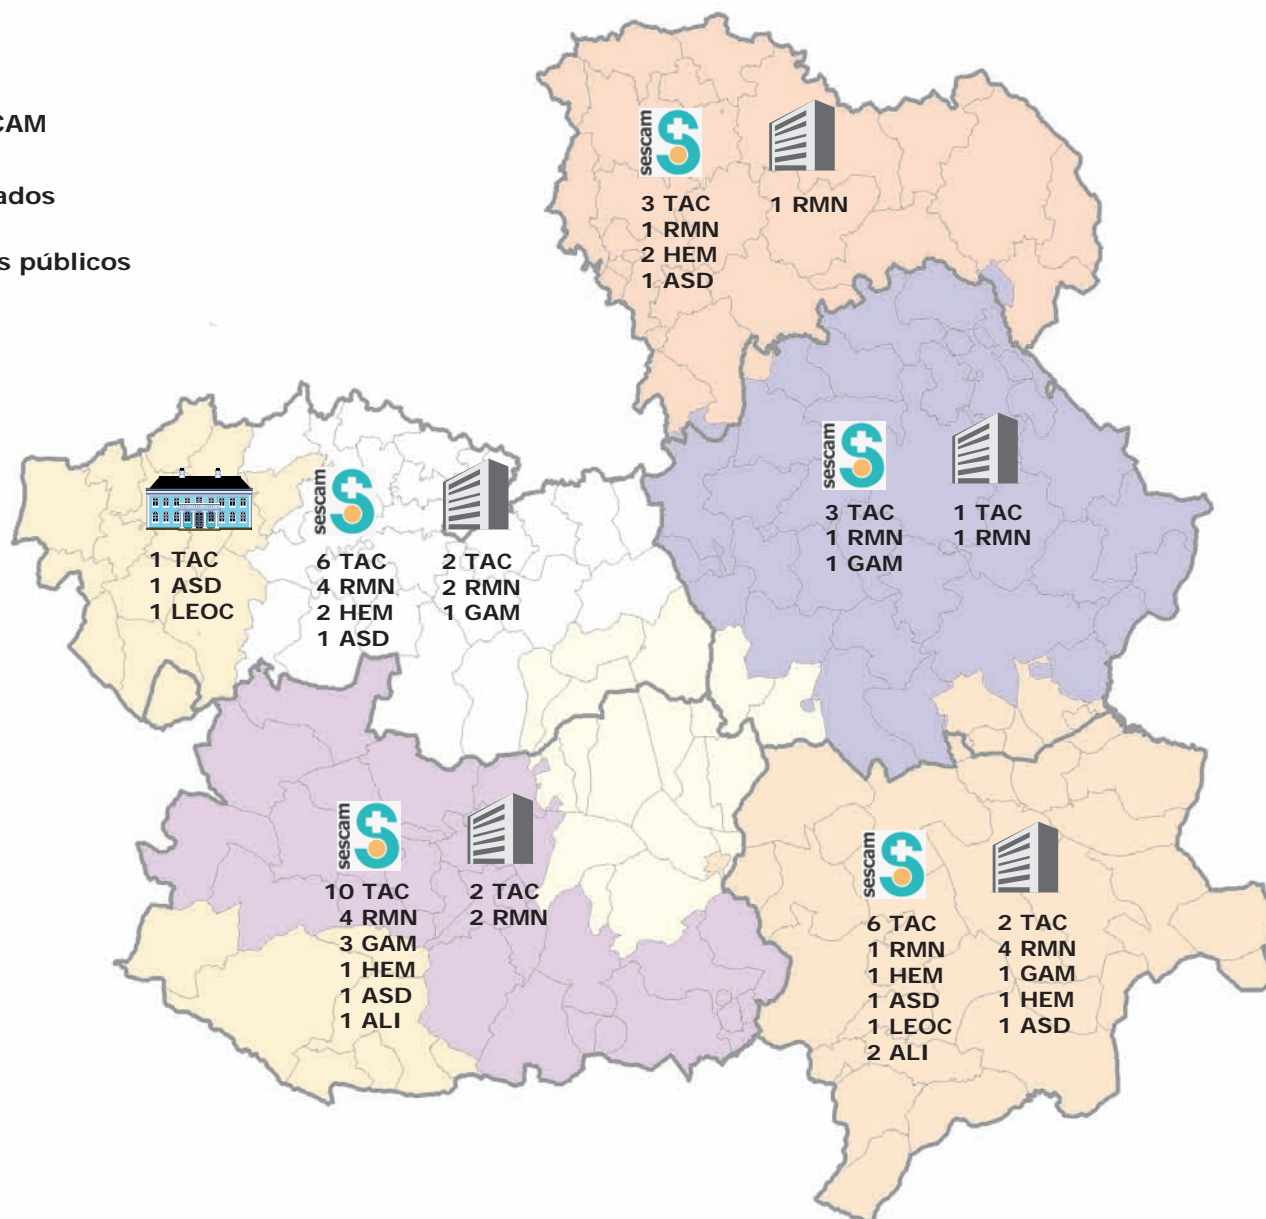 CAM
ados
s públicos
sescam
3 TAC
1 RMN
2 HEM
1 ASD
1 RMN
sescam
3 TAC
1 RMN
1 GAM
1 TAC
1 RMN
1 TAC
1 ASD
1 LEOC
sescam
6 TAC
4 RMN
2 HEM
1 ASD
2 TAC
2 RMN
1 GAM
sescam
10 TAC
4 RMN
3 GAM
1 HEM
1 ASD
1 ALI
2 TAC
2 RMN
sescam
6 TAC
1 RMN
1 HEM
1 ASD
1 LEOC
2 ALI
2 TAC
4 RMN
1 GAM
1 HEM
1 ASD